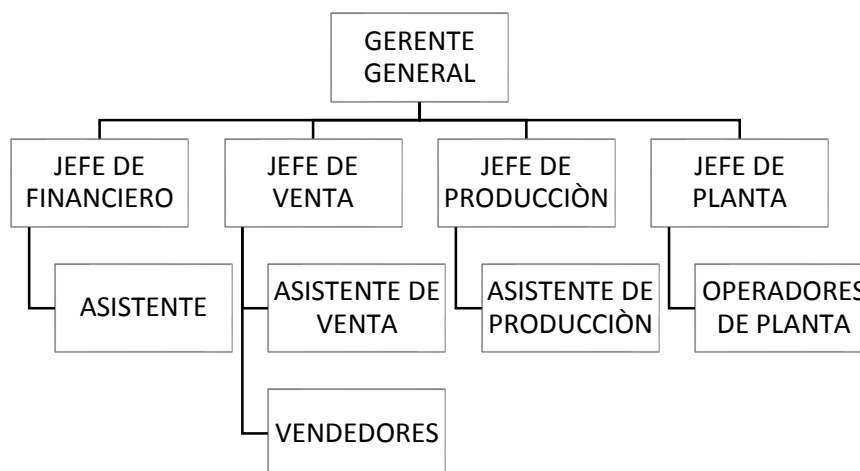 GERENTE
GENERAL
JEFE DE
FINANCIERO
JEFE DE
VENTA
JEFE DE
PRODUCCIÒN
JEFE DE
PLANTA
ASISTENTE
ASISTENTE DE
VENTA
ASISTENTE DE
PRODUCCIÒN
OPERADORES
DE PLANTA
VENDEDORES